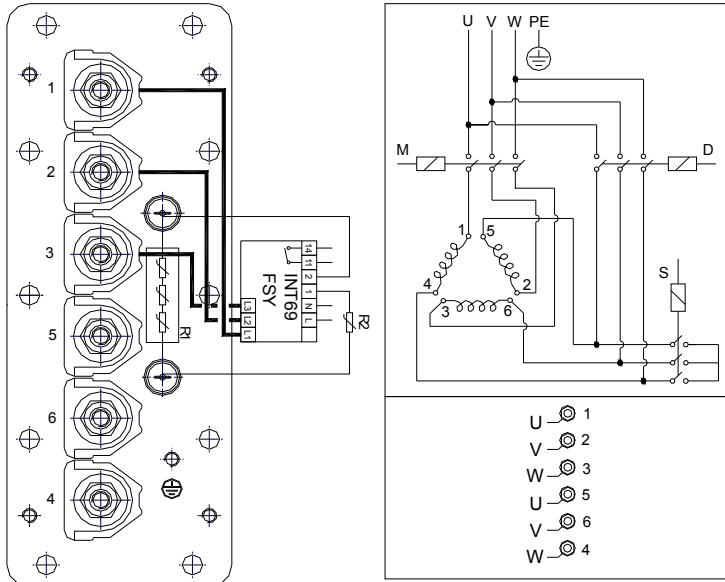 1
2
3
5
6
4
R1
L3 L2 L1
INT69
FSY
14
11
2
1
N
L
R2
U V W PE
M
D
1 5
4 2
3 6
S
U 1
V 2
W 3
U 5
V 6
W 4